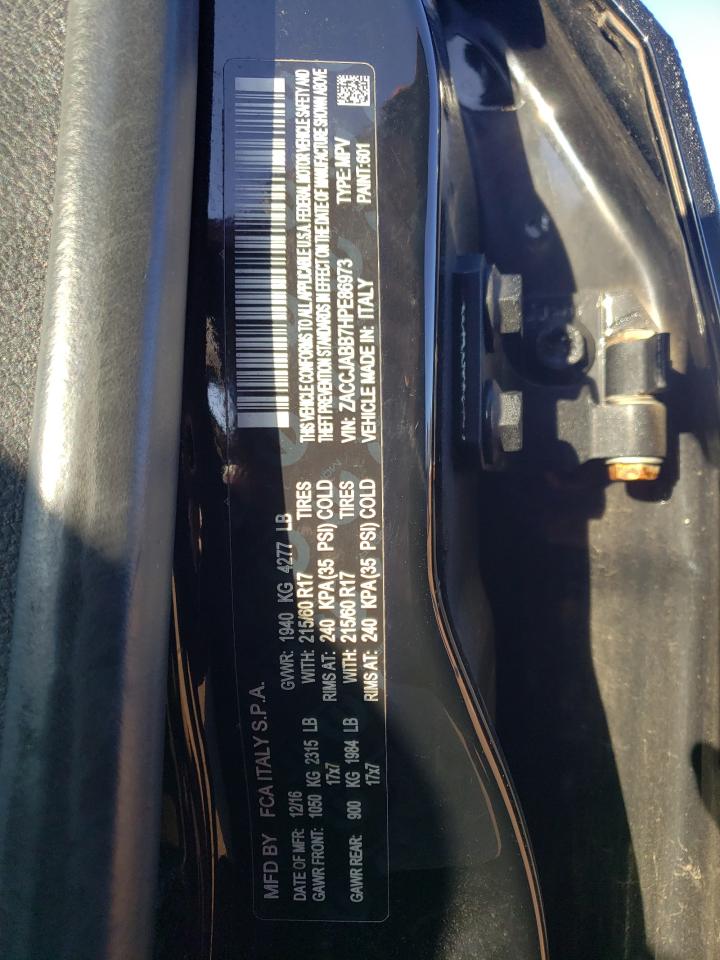 MFD BY FCA ITALY S.P.A.
DATE OF MFR: 12/16 GVWR: 1940 KG 4277 LB
GAWR FRONT: 1050 KG 2315 LB WITH: 215/60 R17 TIRES
17x7 RIMS AT: 240 KPA (35 PSI) COLD
GAWR REAR: 900 KG 1984 LB WITH: 215/60 R17 TIRES
17x7 RIMS AT: 240 KPA (35 PSI) COLD
THIS VEHICLE CONFORMS TO ALL APPLICABLE U.S.A. FEDERAL MOTOR VEHICLE SAFETY AND
THEFT PREVENTION STANDARDS IN EFFECT ON THE DATE OF MANUFACTURE SHOWN ABOVE
VIN: ZACCJABB7HPE86973 TYPE: MPV
VEHICLE MADE IN: ITALY PAINT: 601